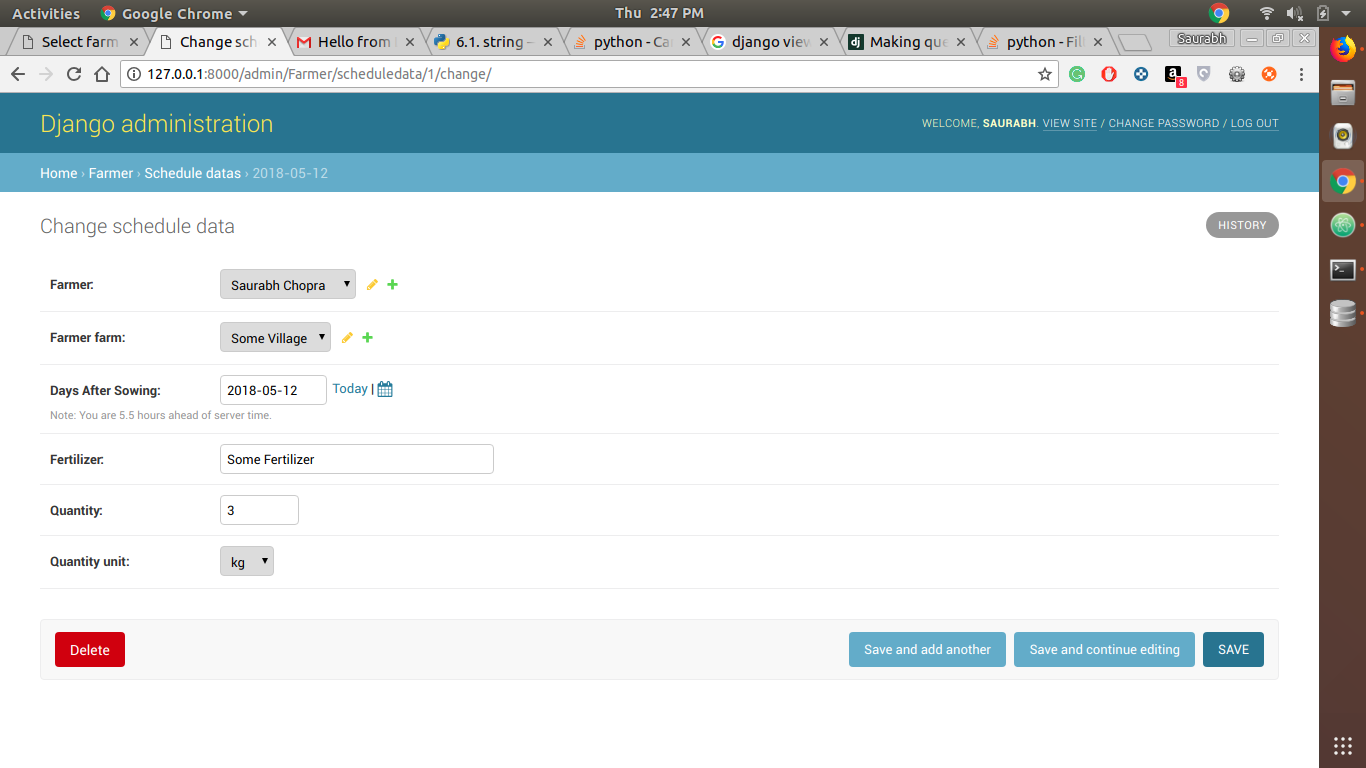 Activities Google Chrome Thu 2:47 PM
Select farm Change sch Hello from 6.1. string – python - Ca django view Making que python - Fil Saurabh
127.0.0.1:8000/admin/Farmer/scheduledata/1/change/ 8
Django administration
WELCOME, SAURABH. VIEW SITE / CHANGE PASSWORD / LOG OUT
Home › Farmer › Schedule datas › 2018-05-12
Change schedule data
HISTORY
Farmer: Saurabh Chopra
Farmer farm: Some Village
Days After Sowing: 2018-05-12 Today |
Note: You are 5.5 hours ahead of server time.
Fertilizer: Some Fertilizer
Quantity: 3
Quantity unit: kg
Delete Save and add another Save and continue editing SAVE